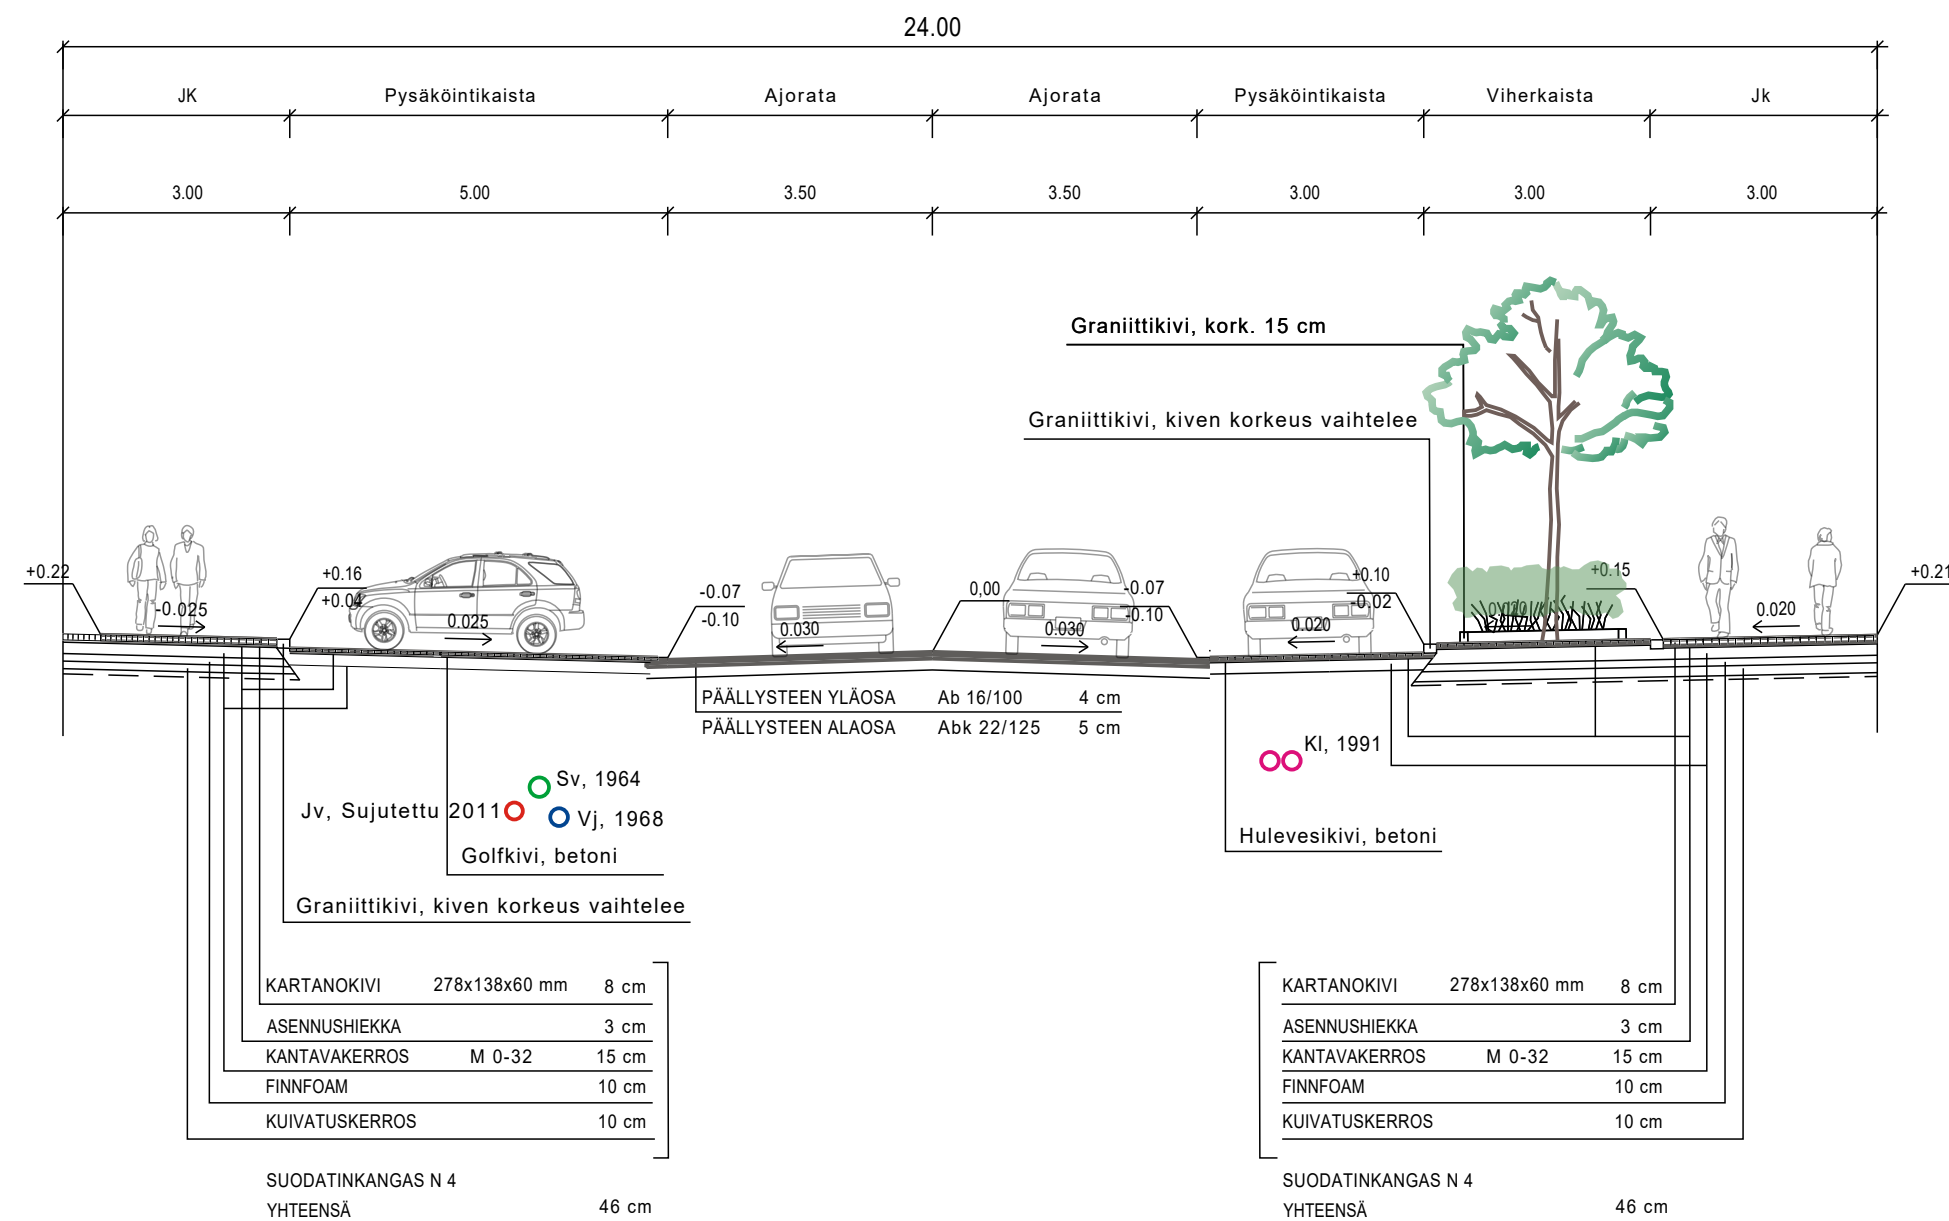 24.00
JK Pysäköintikaista Ajorata Ajorata Pysäköintikaista Viherkaista Jk
3.00 5.00 3.50 3.50 3.00 3.00 3.00
Graniittikivi, kork. 15 cm
Graniittikivi, kiven korkeus vaihtelee
+0.22 +0.16 -0.07 0,00 -0.07 +0.10 +0.15 +0.21
+0.04 -0.10 -0.10 -0.02
-0.025 0.025 0.030 0.030 0.020 0.020 0.020
PÄÄLLYSTEEN YLÄOSA Ab 16/100 4 cm
PÄÄLLYSTEEN ALAOSA Abk 22/125 5 cm
Kl, 1991
Sv, 1964
Jv, Sujutettu 2011
Vj, 1968
Hulevesikivi, betoni
Golfkivi, betoni
Graniittikivi, kiven korkeus vaihtelee
KARTANOKIVI 278x138x60 mm 8 cm
ASENNUSHIEKKA 3 cm
KANTAVAKERROS M 0-32 15 cm
FINNFOAM 10 cm
KUIVATUSKERROS 10 cm
SUODATINKANGAS N 4
YHTEENSÄ 46 cm
KARTANOKIVI 278x138x60 mm 8 cm
ASENNUSHIEKKA 3 cm
KANTAVAKERROS M 0-32 15 cm
FINNFOAM 10 cm
KUIVATUSKERROS 10 cm
SUODATINKANGAS N 4
YHTEENSÄ 46 cm